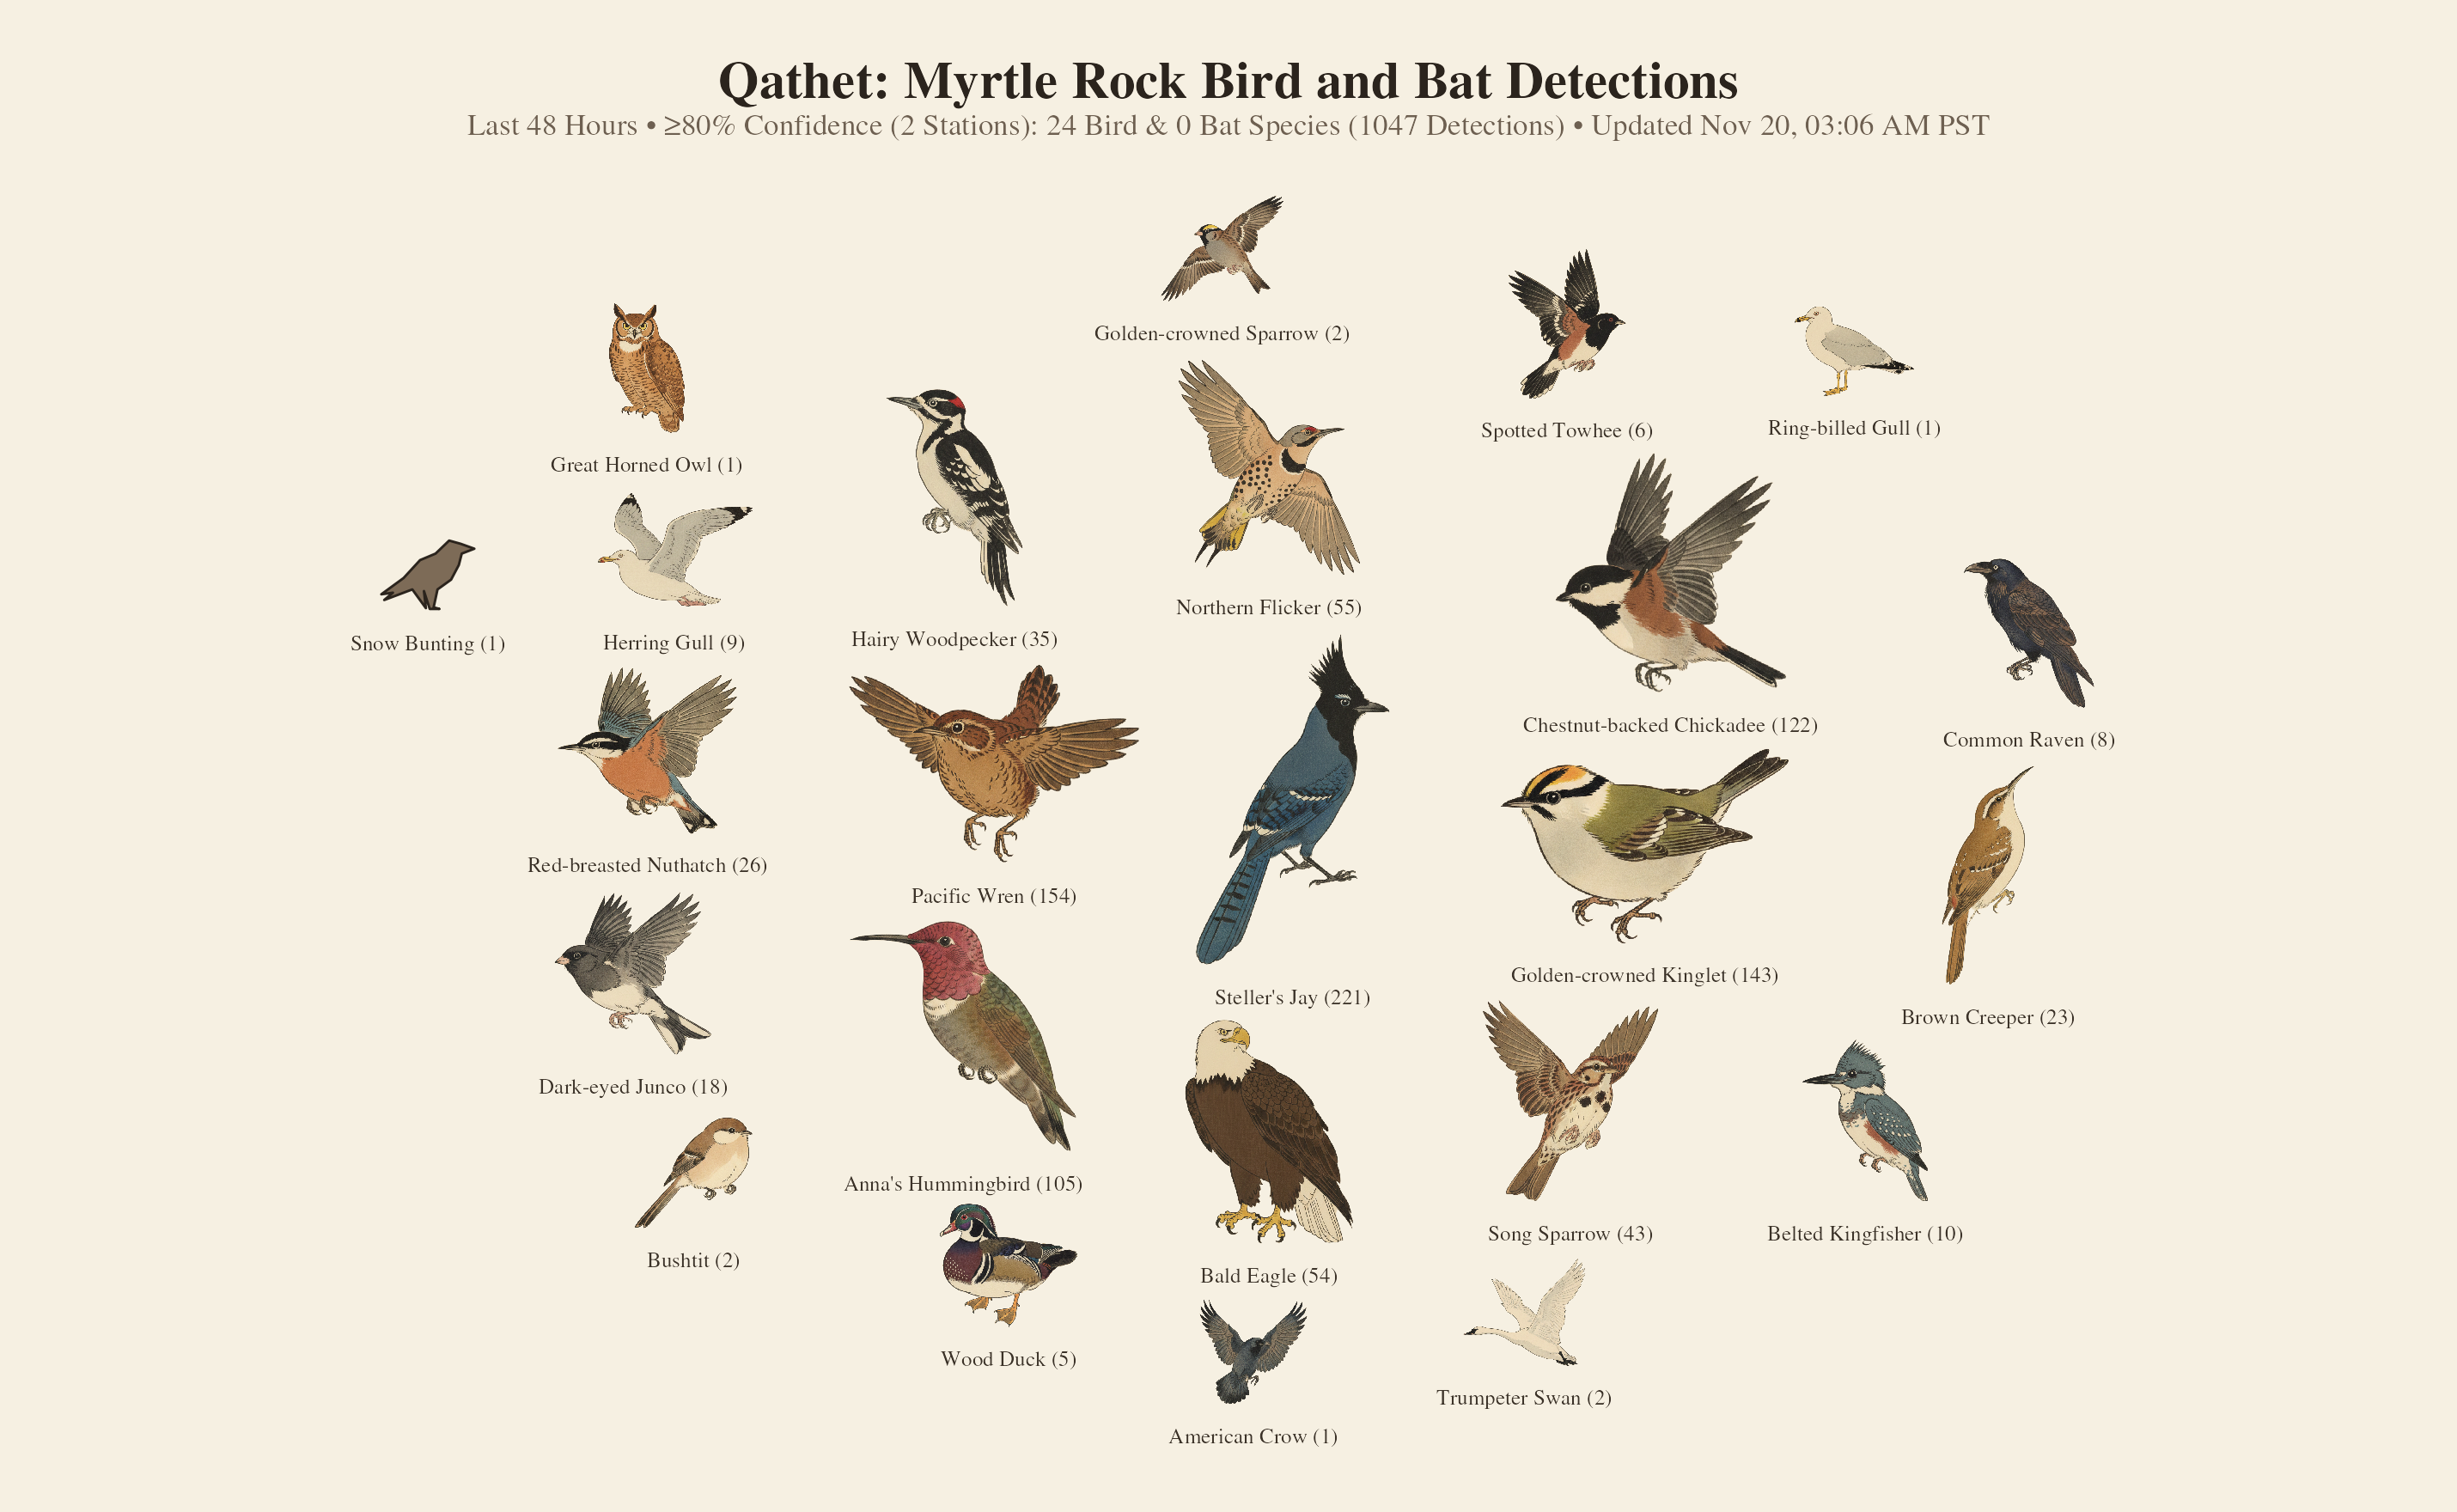 Qathet: Myrtle Rock Bird and Bat Detections
Last 48 Hours • ≥80% Confidence (2 Stations): 24 Bird & 0 Bat Species (1047 Detections) • Updated Nov 20, 03:06 AM PST
Golden-crowned Sparrow (2)
Spotted Towhee (6)
Ring-billed Gull (1)
Great Horned Owl (1)
Northern Flicker (55)
Hairy Woodpecker (35)
Snow Bunting (1)
Herring Gull (9)
Chestnut-backed Chickadee (122)
Common Raven (8)
Red-breasted Nuthatch (26)
Pacific Wren (154)
Steller's Jay (221)
Golden-crowned Kinglet (143)
Brown Creeper (23)
Dark-eyed Junco (18)
Anna's Hummingbird (105)
Song Sparrow (43)
Belted Kingfisher (10)
Bushtit (2)
Bald Eagle (54)
Wood Duck (5)
Trumpeter Swan (2)
American Crow (1)